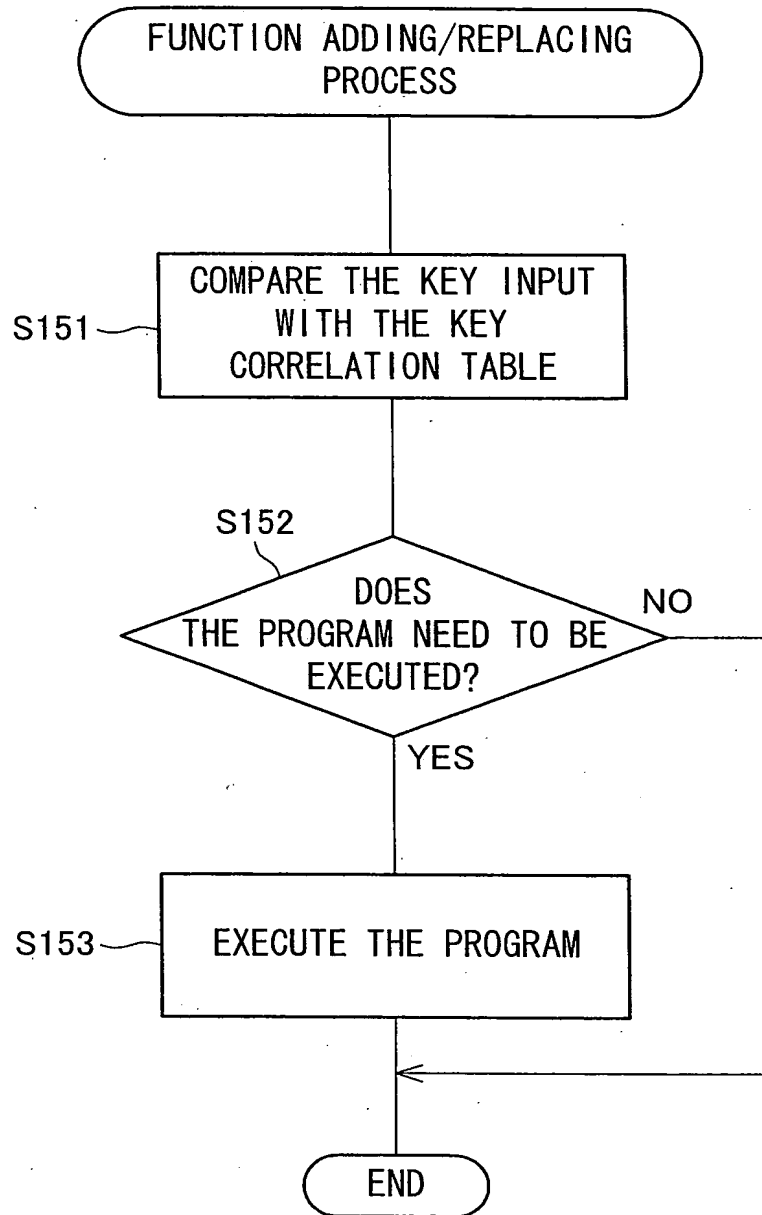 FUNCTION ADDING/REPLACING
PROCESS
COMPARE THE KEY INPUT
WITH THE KEY
CORRELATION TABLE
S151
S152
DOES
THE PROGRAM NEED TO BE
EXECUTED?
NO
YES
S153
EXECUTE THE PROGRAM
END